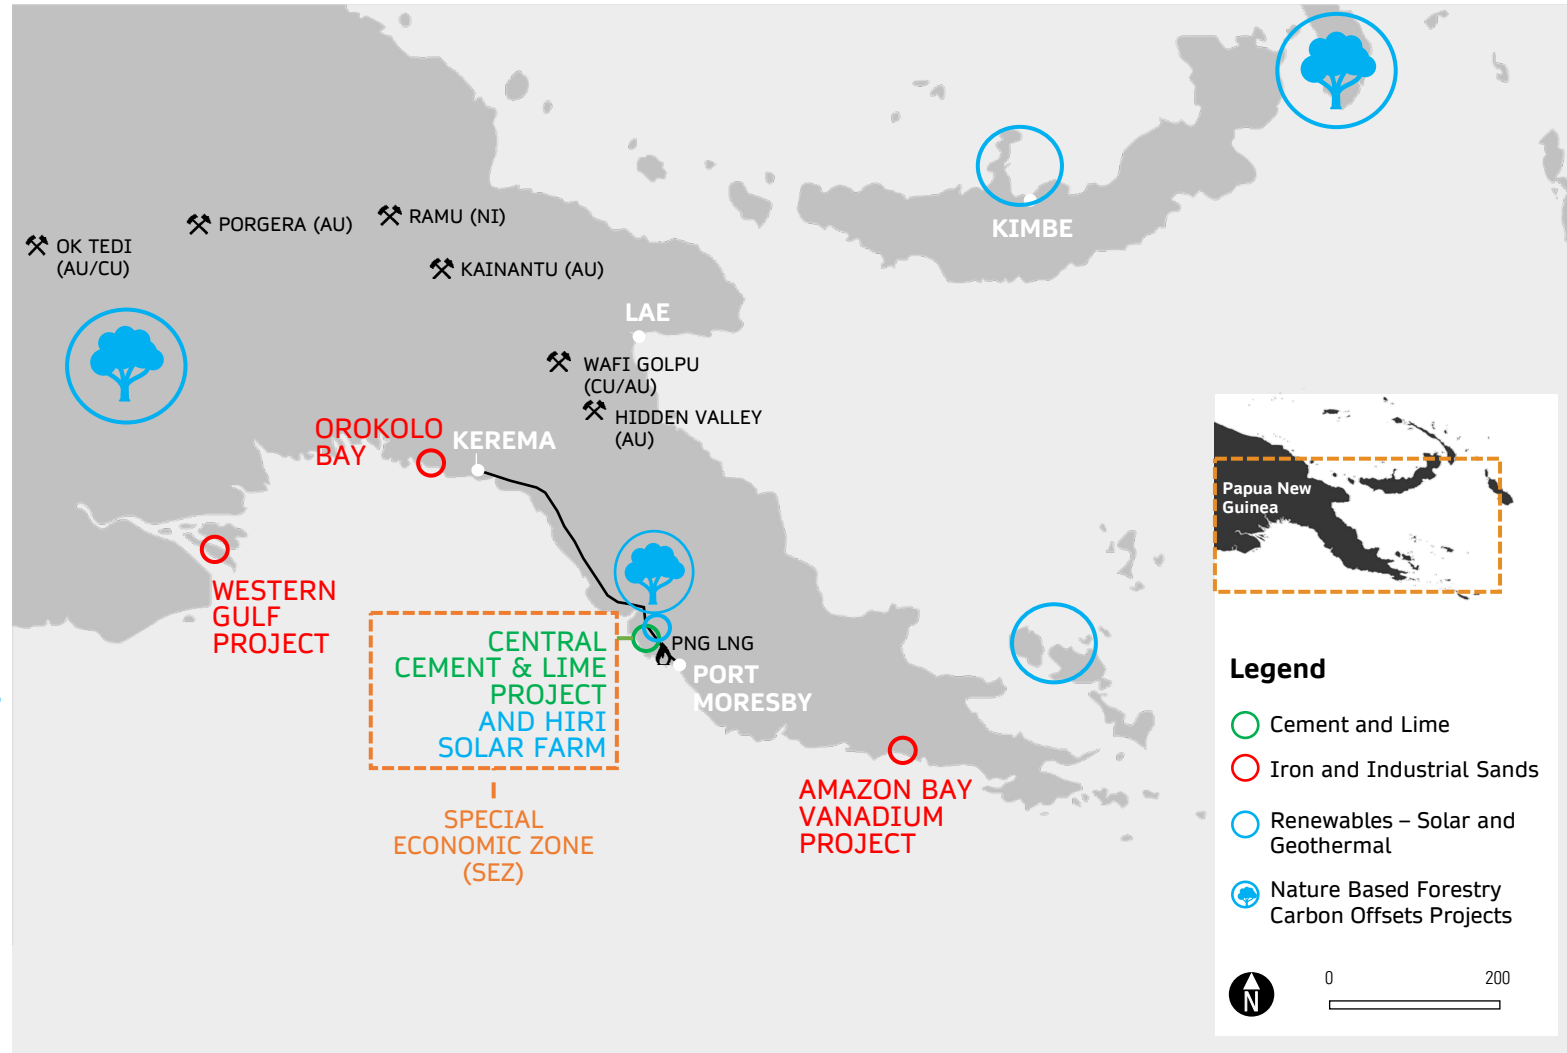 OK TEDI
(AU/CU)
PORGERA (AU)
RAMU (NI)
KAINANTU (AU)
KIMBE
LAE
WAFI GOLPU
(CU/AU)
HIDDEN VALLEY
(AU)
OROKOLO
BAY
KEREMA
WESTERN
GULF
PROJECT
CENTRAL
CEMENT & LIME
PROJECT
AND HIRI
SOLAR FARM
PNG LNG
PORT
MORESBY
SPECIAL
ECONOMIC ZONE
(SEZ)
AMAZON BAY
VANADIUM
PROJECT
Papua New
Guinea
Legend
Cement and Lime
Iron and Industrial Sands
Renewables – Solar and
Geothermal
Nature Based Forestry
Carbon Offsets Projects
N
0 200